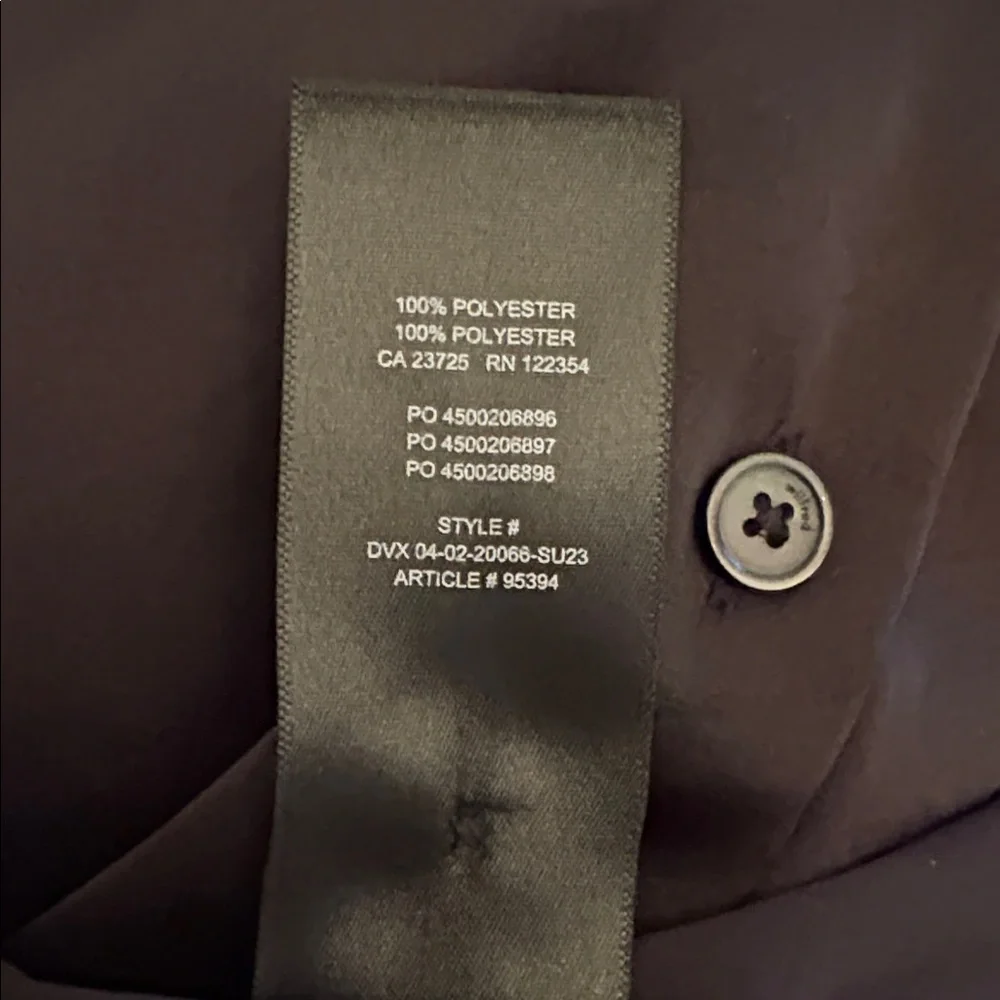 100% POLYESTER
100% POLYESTER
CA 23725 RN 122354
PO 4500206896
PO 4500206897
PO 4500206898
STYLE #
DVX 04-02-20066-SU23
ARTICLE # 95394
wilfred